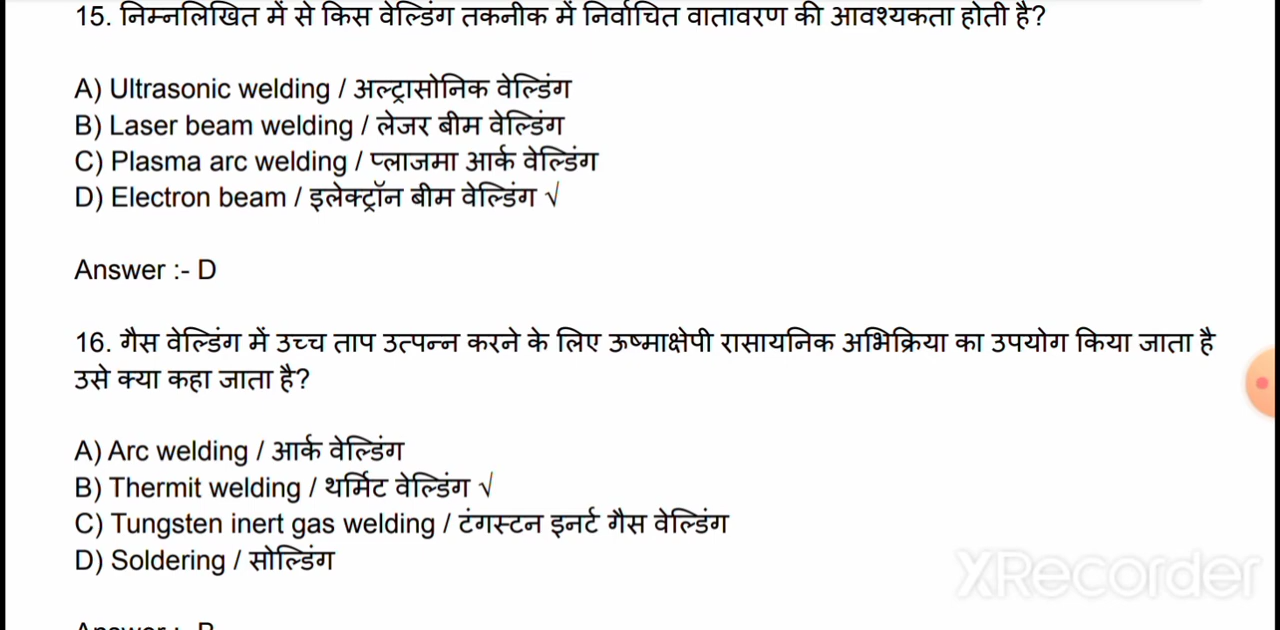 15. निम्नलिखित में से किस वेल्डिंग तकनीक में निर्वाचित वातावरण की आवश्यकता होती है?
A) Ultrasonic welding / अल्ट्रासोनिक वेल्डिंग
B) Laser beam welding / लेजर बीम वेल्डिंग
C) Plasma arc welding / प्लाजमा आर्क वेल्डिंग
D) Electron beam / इलेक्ट्रॉन बीम वेल्डिंग √
Answer :- D
16. गैस वेल्डिंग में उच्च ताप उत्पन्न करने के लिए ऊष्माक्षेपी रासायनिक अभिक्रिया का उपयोग किया जाता है
उसे क्या कहा जाता है?
A) Arc welding / आर्क वेल्डिंग
B) Thermit welding / थर्मिट वेल्डिंग √
C) Tungsten inert gas welding / टंगस्टन इनर्ट गैस वेल्डिंग
D) Soldering / सोल्डिंग
XRecorder